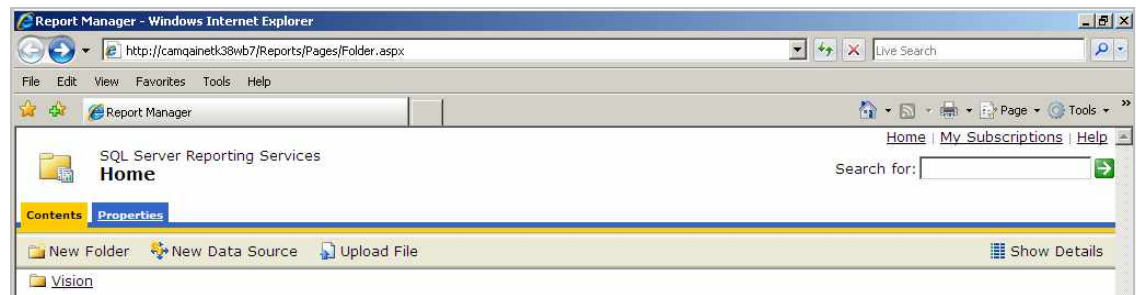 Report Manager - Windows Internet Explorer
http://camqainetk38wb7/Reports/Pages/Folder.aspx
Live Search
File Edit View Favorites Tools Help
Report Manager
Page Tools »
Home | My Subscriptions | Help
SQL Server Reporting Services
Home
Search for:
Contents Properties
New Folder New Data Source Upload File Show Details
Vision